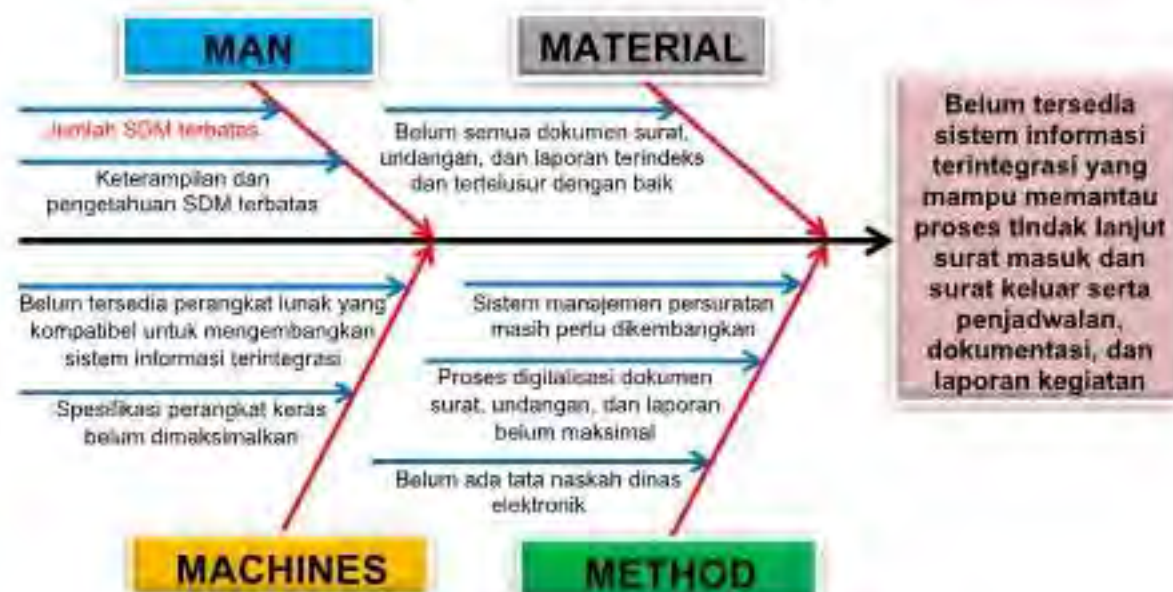 MAN
MATERIAL
Jumlah SDM terbatas
Keterampilan dan
pengetahuan SDM terbatas
Belum semua dokumen surat,
undangan, dan laporan terindeks
dan tertelusur dengan baik
Belum tersedia perangkat lunak yang
kompatibel untuk mengembangkan
sistem informasi terintegrasi
Spesifikasi perangkat keras
belum dimaksimalkan
Sistem manajemen persuratan
masih perlu dikembangkan
Proses digitalisasi dokumen
surat, undangan, dan laporan
belum maksimal
Belum ada tata naskah dinas
elektronik
MACHINES
METHOD
Belum tersedia
sistem informasi
terintegrasi yang
mampu memantau
proses tindak lanjut
surat masuk dan
surat keluar serta
penjadwalan,
dokumentasi, dan
laporan kegiatan